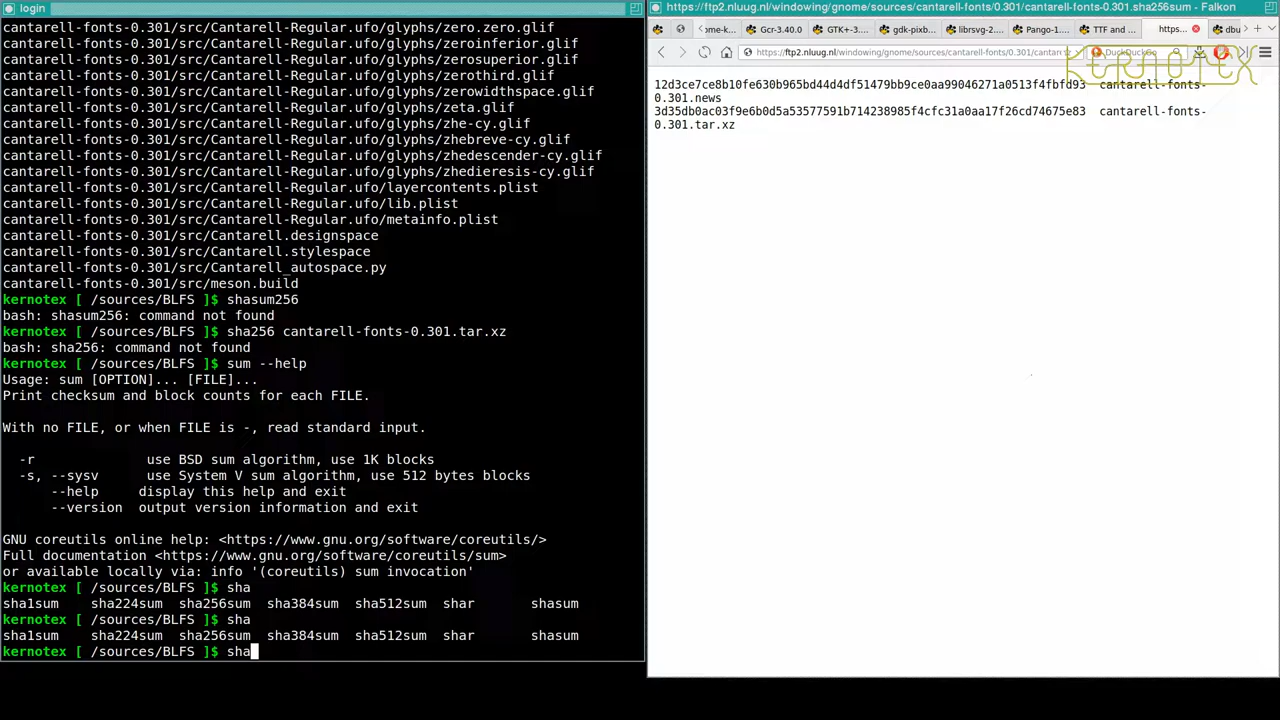 login
cantarell-fonts-0.301/src/Cantarell-Regular.ufo/glyphs/zero.zero.glif
cantarell-fonts-0.301/src/Cantarell-Regular.ufo/glyphs/zeroinferior.glif
cantarell-fonts-0.301/src/Cantarell-Regular.ufo/glyphs/zerosuperior.glif
cantarell-fonts-0.301/src/Cantarell-Regular.ufo/glyphs/zerothird.glif
cantarell-fonts-0.301/src/Cantarell-Regular.ufo/glyphs/zerowidthspace.glif
cantarell-fonts-0.301/src/Cantarell-Regular.ufo/glyphs/zeta.glif
cantarell-fonts-0.301/src/Cantarell-Regular.ufo/glyphs/zhe-cy.glif
cantarell-fonts-0.301/src/Cantarell-Regular.ufo/glyphs/zhebreve-cy.glif
cantarell-fonts-0.301/src/Cantarell-Regular.ufo/glyphs/zhedescender-cy.glif
cantarell-fonts-0.301/src/Cantarell-Regular.ufo/glyphs/zhedieresis-cy.glif
cantarell-fonts-0.301/src/Cantarell-Regular.ufo/layercontents.plist
cantarell-fonts-0.301/src/Cantarell-Regular.ufo/lib.plist
cantarell-fonts-0.301/src/Cantarell-Regular.ufo/metainfo.plist
cantarell-fonts-0.301/src/Cantarell.designspace
cantarell-fonts-0.301/src/Cantarell.stylespace
cantarell-fonts-0.301/src/Cantarell_autospace.py
cantarell-fonts-0.301/src/meson.build
kernotex [ /sources/BLFS ]$ shasum256
bash: shasum256: command not found
kernotex [ /sources/BLFS ]$ sha256 cantarell-fonts-0.301.tar.xz
bash: sha256: command not found
kernotex [ /sources/BLFS ]$ sum --help
Usage: sum [OPTION]... [FILE]...
Print checksum and block counts for each FILE.
With no FILE, or when FILE is -, read standard input.
-r use BSD sum algorithm, use 1K blocks
-s, --sysv use System V sum algorithm, use 512 bytes blocks
--help display this help and exit
--version output version information and exit
GNU coreutils online help: <https://www.gnu.org/software/coreutils/>
Full documentation <https://www.gnu.org/software/coreutils/sum>
or available locally via: info '(coreutils) sum invocation'
kernotex [ /sources/BLFS ]$ sha
sha1sum sha224sum sha256sum sha384sum sha512sum shar shasum
kernotex [ /sources/BLFS ]$ sha
sha1sum sha224sum sha256sum sha384sum sha512sum shar shasum
kernotex [ /sources/BLFS ]$ sha
https://ftp2.nluug.nl/windowing/gnome/sources/cantarell-fonts/0.301/cantarell-fonts-0.301.sha256sum - Falkon
ome-k... Gcr-3.40.0 GTK+-3.... gdk-pixb... librsvg-2. Pango-1.... TTF and ... https... dbu
https://ftp2.nluug.nl/windowing/gnome/sources/cantarell-fonts/0.301/cantar DuckDuckGo
KERNOTEX
12d3ce7ce8b10fe630b965bd44d4df51479bb9ce0aa99046271a0513f4fbfd93 cantarell-fonts-
0.301.news
3d35db0ac03f9e6b0d5a53577591b714238985f4cfc31a0aa17f26cd74675e83 cantarell-fonts-
0.301.tar.xz